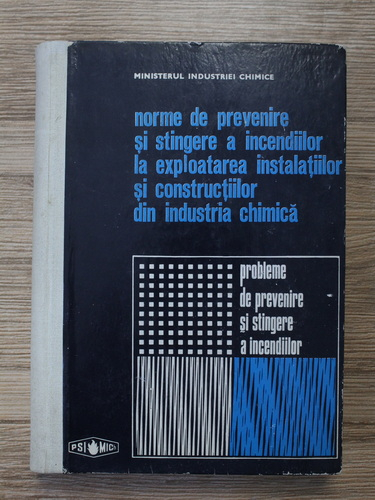 MINISTERUL INDUSTRIEI CHIMICE
norme de prevenire
și stingere a incendiilor
la exploatarea instalațiilor
și construcțiilor
din industria chimică
probleme
de prevenire
și stingere
a incendiilor
PSI MICh